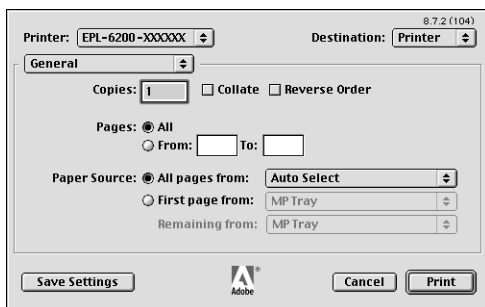 8.7.2 (104)
Printer: EPL-6200-XXXXXX Destination: Printer
General
Copies: 1 Collate Reverse Order
Pages: All
From: To:
Paper Source: All pages from: Auto Select
First page from: MP Tray
Remaining from: MP Tray
Save Settings Adobe® Cancel Print